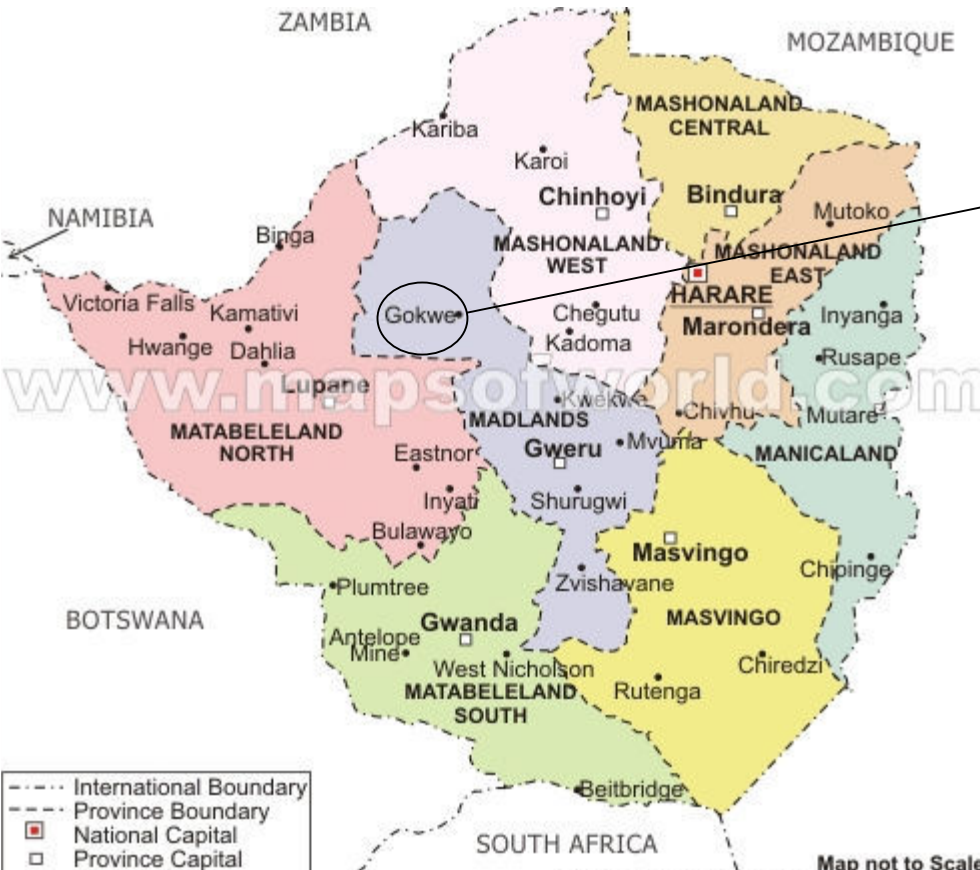 ZAMBIA
MOZAMBIQUE
MASHONALAND
CENTRAL
Kariba
Karoi
Chinhoyi
Bindura
Mutoko
NAMIBIA
Binga
MASHONALAND
WEST
MASHONALAND
EAST
HARARE
Victoria Falls
Kamativi
Gokwe
Chegutu
Marondera
Inyanga
Hwange
Dahlia
Kadoma
Rusape
www.mapsofworld.com
Lupane
Kwekwe
Chivhu
Mutare
MADLANDS
MATABELELAND
NORTH
Gweru
Mvuma
MANICALAND
Eastnor
Inyati
Shurugwi
Bulawayo
Masvingo
Chipinge
Plumtree
Zvishavane
BOTSWANA
Gwanda
MASVINGO
Antelope
Mine
West Nicholson
Chiredzi
MATABELELAND
SOUTH
Rutenga
Beitbridge
International Boundary
Province Boundary
National Capital
Province Capital
SOUTH AFRICA
Map not to Scale